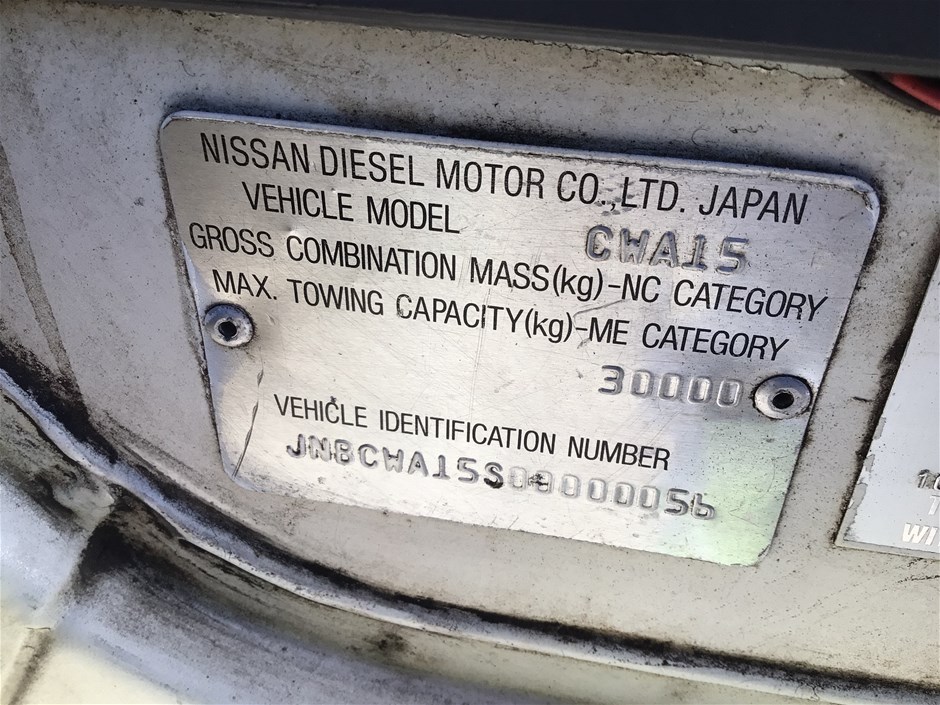 NISSAN DIESEL MOTOR CO.,LTD. JAPAN
VEHICLE MODEL CWA15
GROSS COMBINATION MASS(kg)-NC CATEGORY
MAX. TOWING CAPACITY(kg)-ME CATEGORY
30000
VEHICLE IDENTIFICATION NUMBER
WI